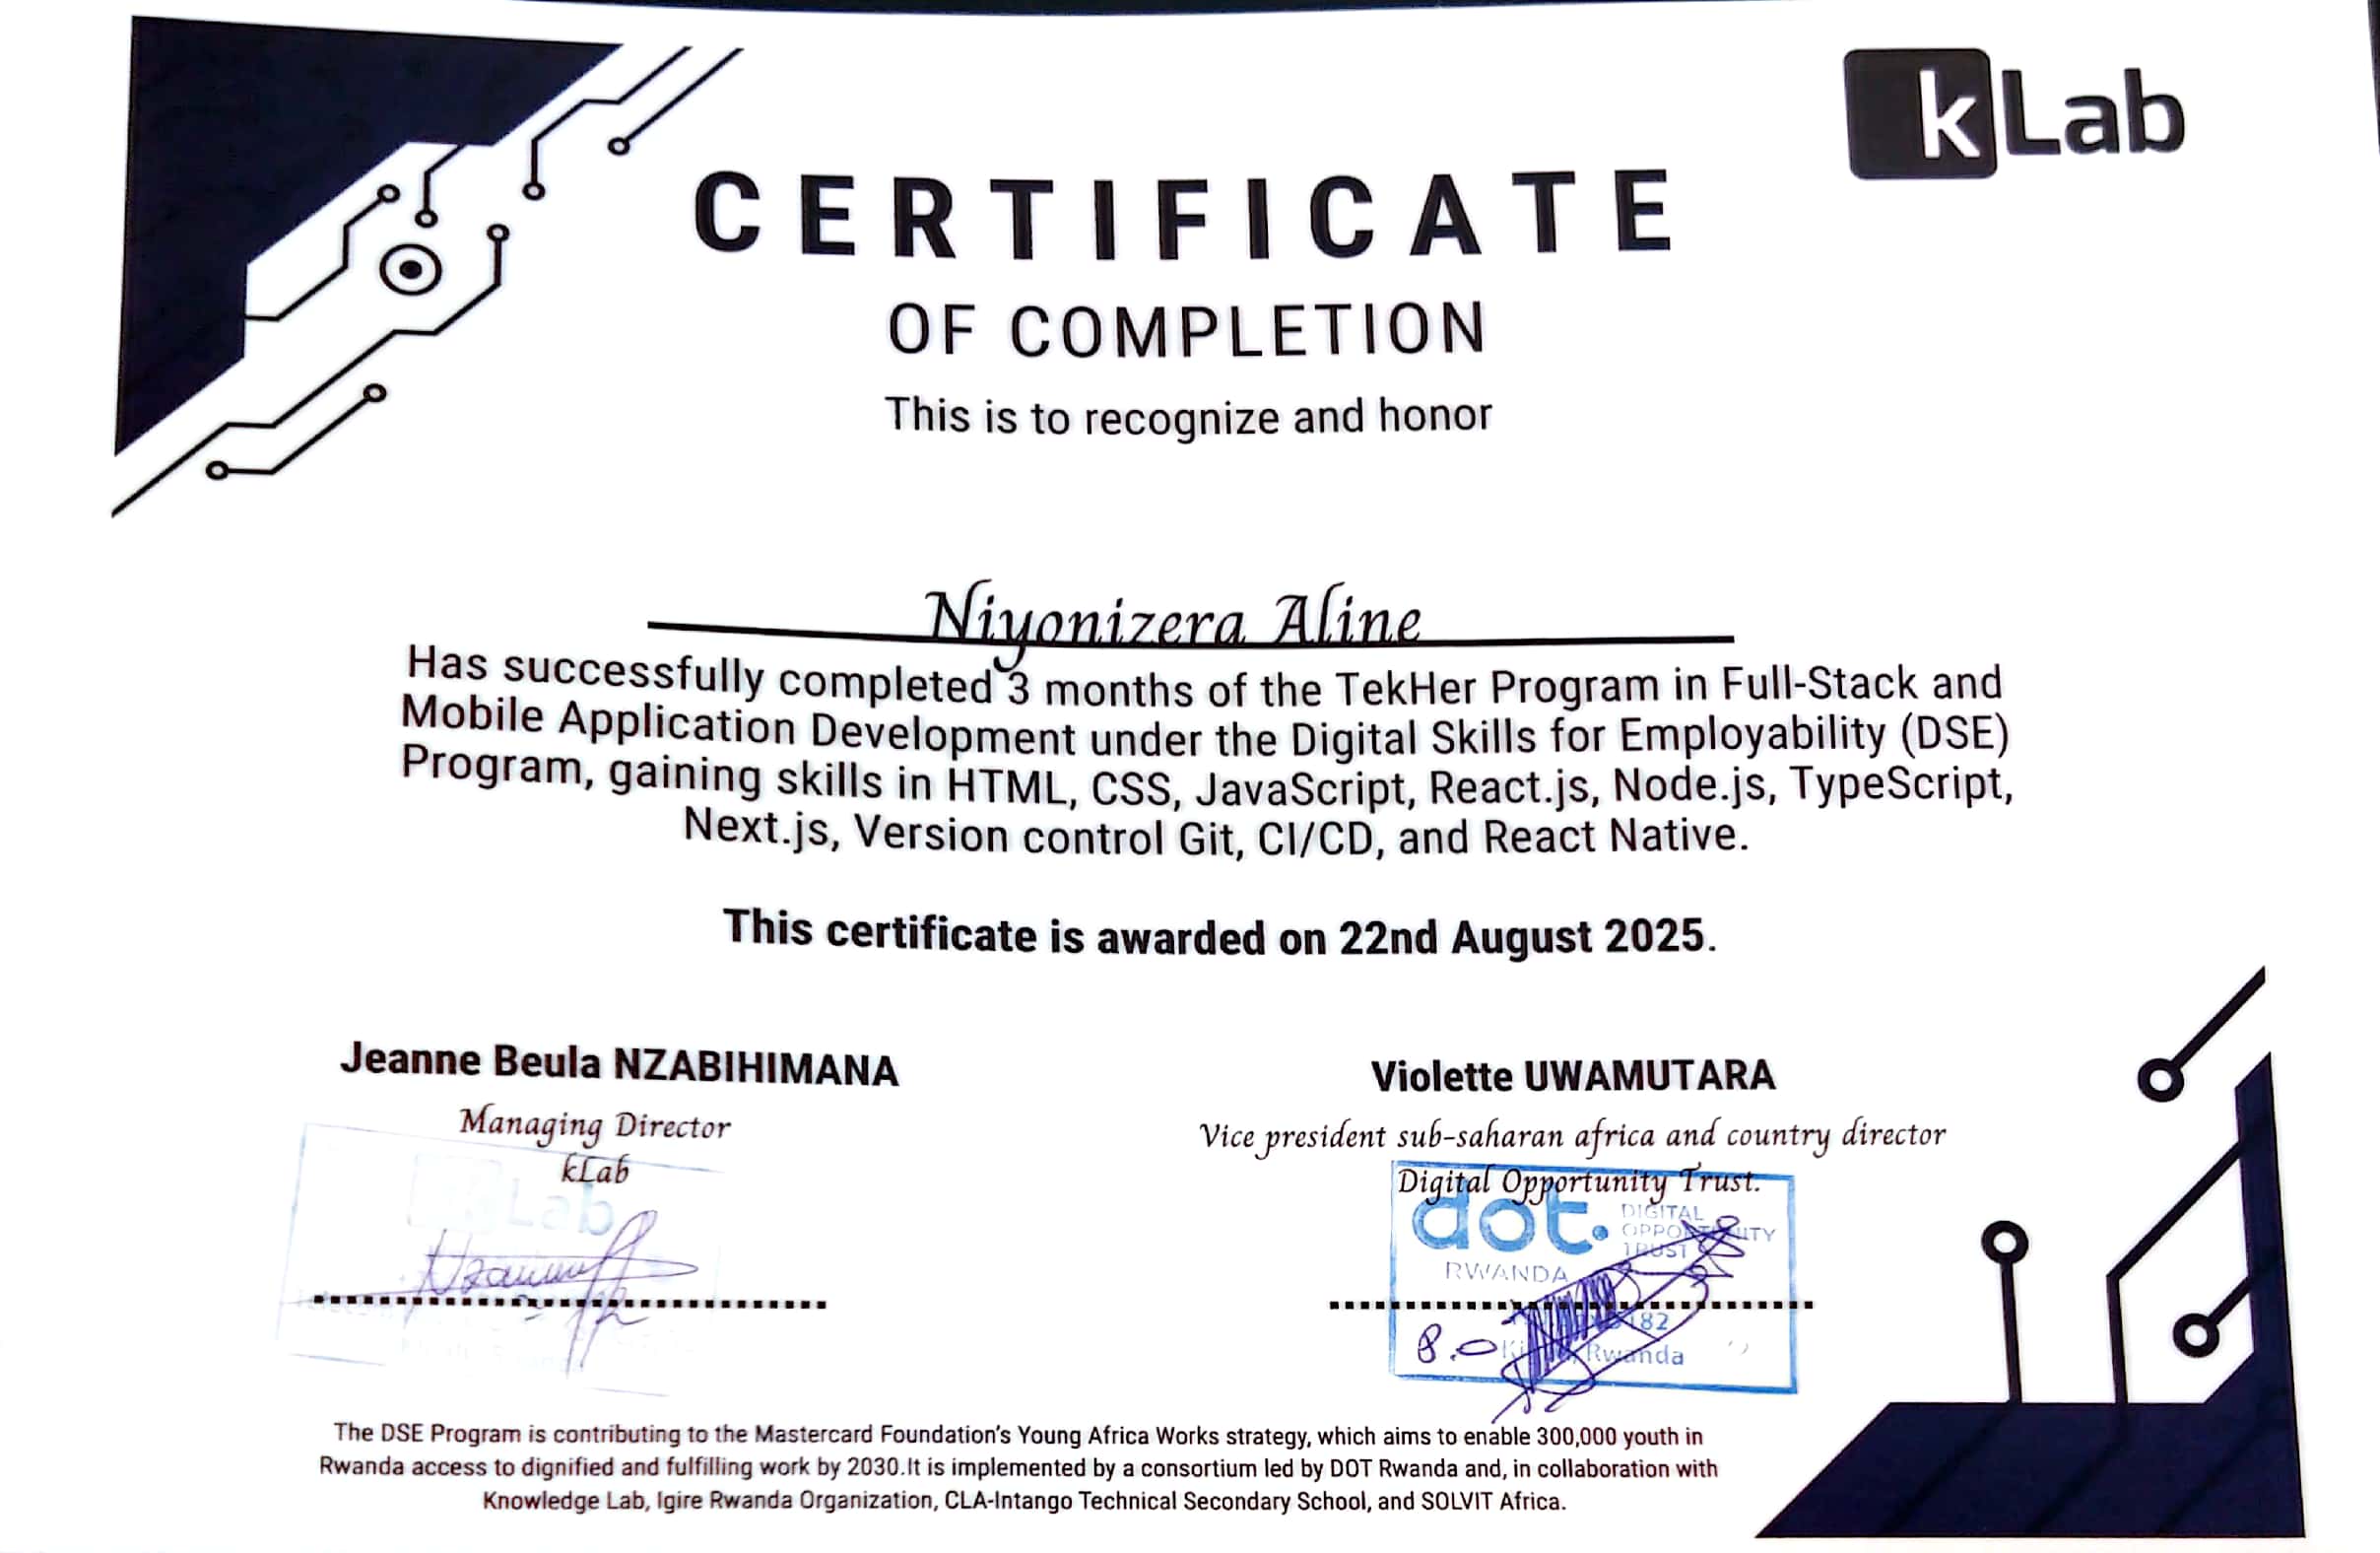 kLab
CERTIFICATE
OF COMPLETION
This is to recognize and honor
Niyonizera Aline
Has successfully completed 3 months of the TekHer Program in Full-Stack and
Mobile Application Development under the Digital Skills for Employability (DSE)
Program, gaining skills in HTML, CSS, JavaScript, React.js, Node.js, TypeScript,
Next.js, Version control Git, CI/CD, and React Native.
This certificate is awarded on 22nd August 2025.
Jeanne Beula NZABIHIMANA
Managing Director
kLab
Lab
Violette UWAMUTARA
Vice president sub-saharan africa and country director
Digital Opportunity Trust.
dot.
DIGITAL
OPPORTUNITY
TRUST
RWANDA
182
Rwanda
The DSE Program is contributing to the Mastercard Foundation's Young Africa Works strategy, which aims to enable 300,000 youth in
Rwanda access to dignified and fulfilling work by 2030.It is implemented by a consortium led by DOT Rwanda and, in collaboration with
Knowledge Lab, Igire Rwanda Organization, CLA-Intango Technical Secondary School, and SOLVIT Africa.